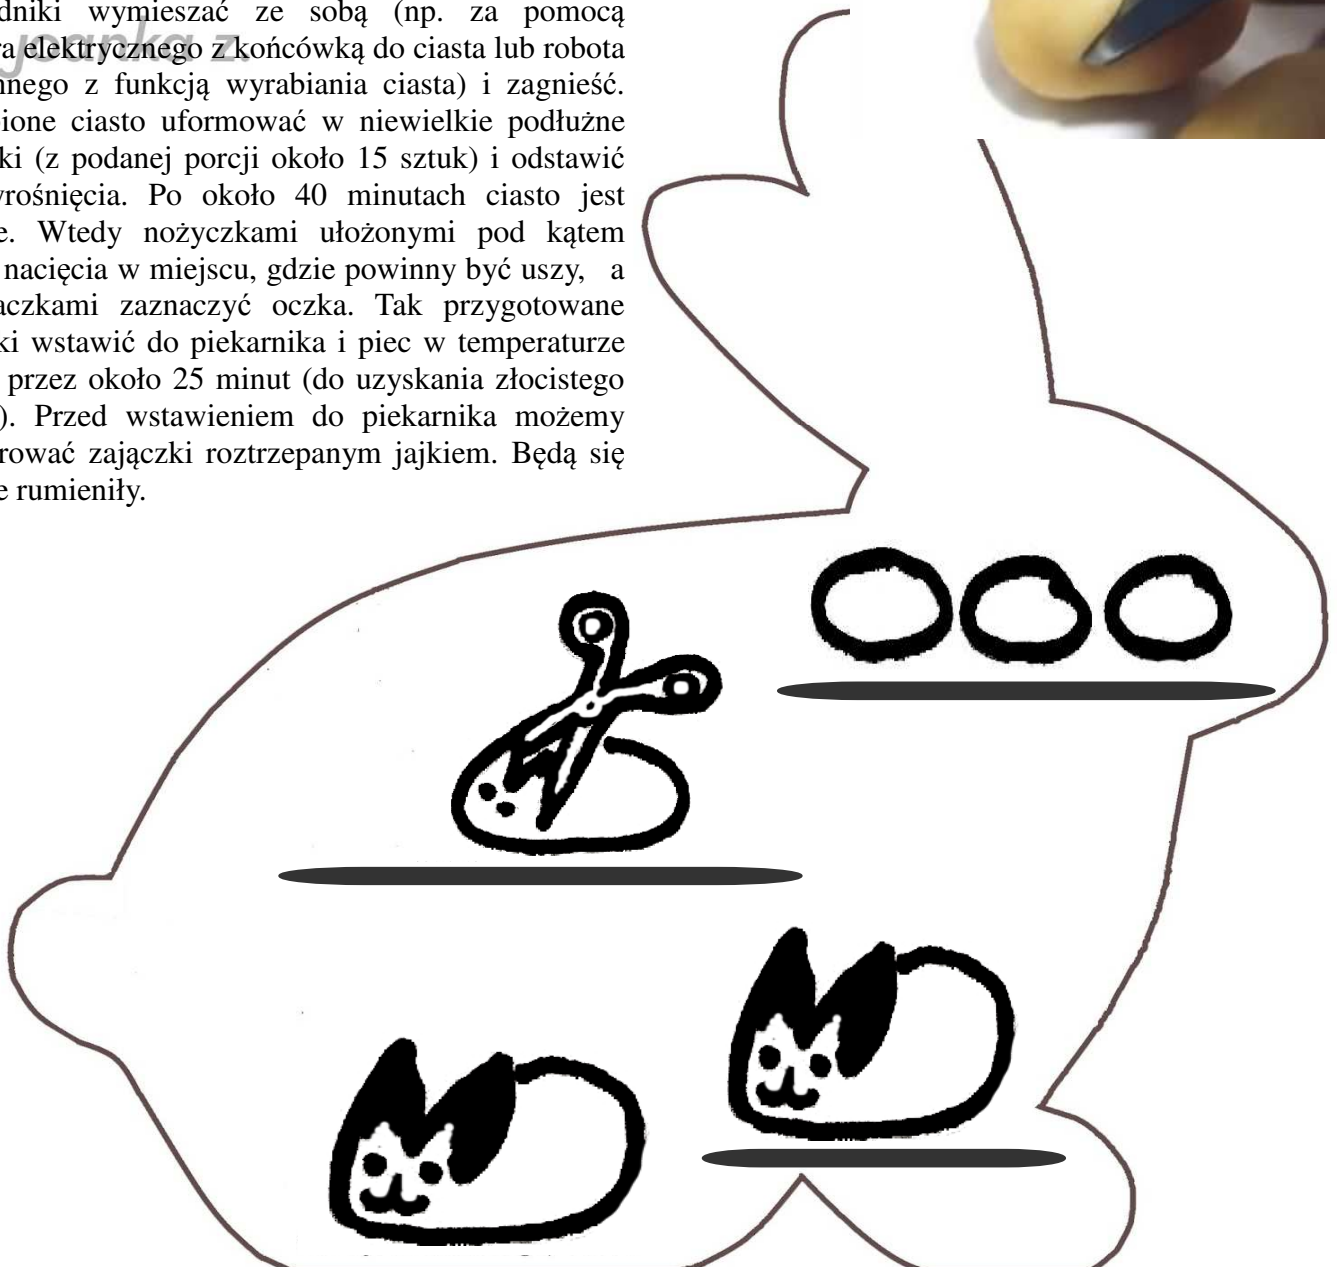 dniki wymieszać ze sobą (np. za pomocą
ra elektrycznego z końcówką do ciasta lub robota
nnego z funkcją wyrabiania ciasta) i zagnieść.
bione ciasto uformować w niewielkie podłużne
ki (z podanej porcji około 15 sztuk) i odstawić
yrośnięcia. Po około 40 minutach ciasto jest
e. Wtedy nożyczkami ułożonymi pod kątem
nacięcia w miejscu, gdzie powinny być uszy, a
aczkami zaznaczyć oczka. Tak przygotowane
ki wstawić do piekarnika i piec w temperaturze
przez około 25 minut (do uzyskania złocistego
). Przed wstawieniem do piekarnika możemy
rować zajączki roztrzepanym jajkiem. Będą się
e rumieniły.
joanka z.